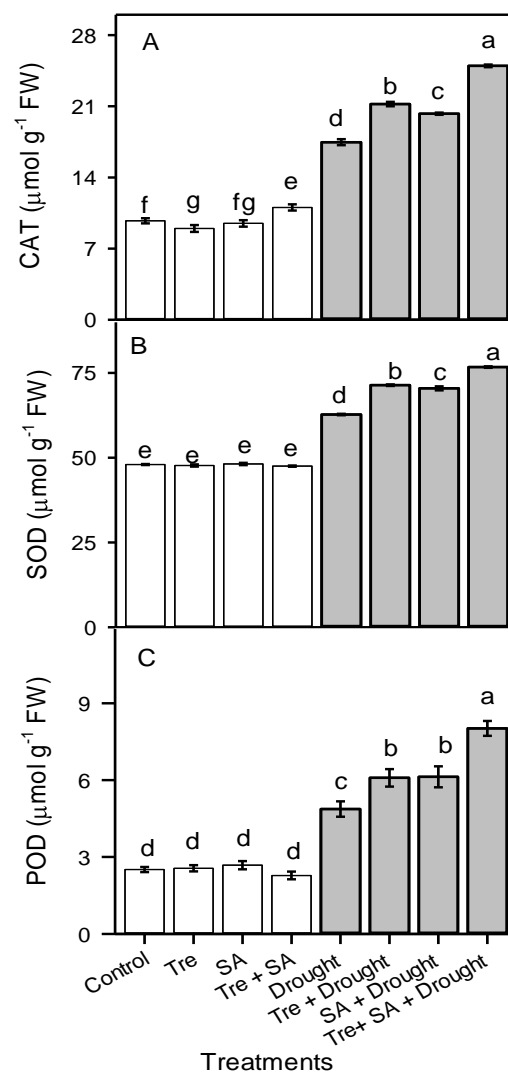 A
28
21
14
7
0
CAT (μmol g⁻¹ FW)
f
g
fg
e
d
b
c
a
B
75
50
25
0
SOD (μmol g⁻¹ FW)
e
e
e
e
d
b
c
a
C
9
6
3
0
POD (μmol g⁻¹ FW)
d
d
d
d
c
b
b
a
Control
Tre
SA
Tre + SA
Drought
Tre + Drought
SA + Drought
Tre+ SA + Drought
Treatments